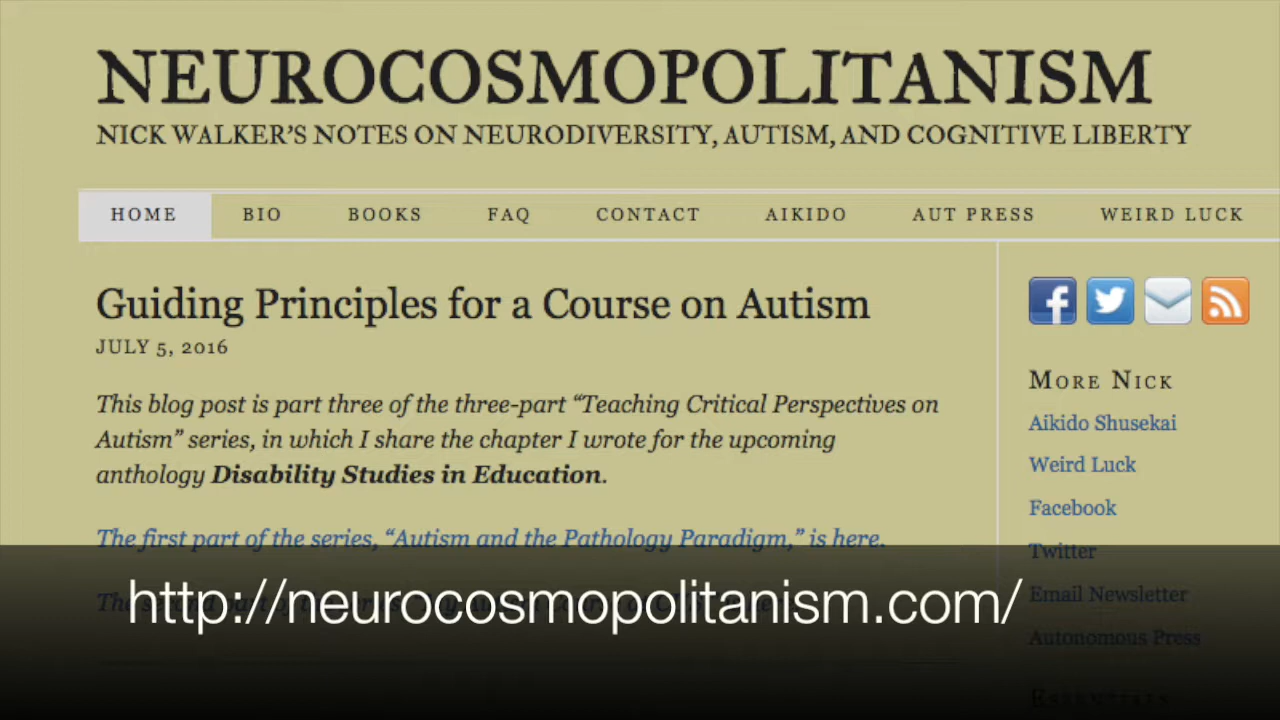 NEUROCOSMOPOLITANISM
NICK WALKER'S NOTES ON NEURODIVERSITY, AUTISM, AND COGNITIVE LIBERTY
HOME BIO BOOKS FAQ CONTACT AIKIDO AUT PRESS WEIRD LUCK
Guiding Principles for a Course on Autism
JULY 5, 2016
This blog post is part three of the three-part “Teaching Critical Perspectives on
Autism” series, in which I share the chapter I wrote for the upcoming
anthology Disability Studies in Education.
The first part of the series, “Autism and the Pathology Paradigm,” is here.
http://neurocosmopolitanism.com/
More Nick
Aikido Shusekai
Weird Luck
Facebook
Twitter
Email Newsletter
Autonomous Press
Essentials